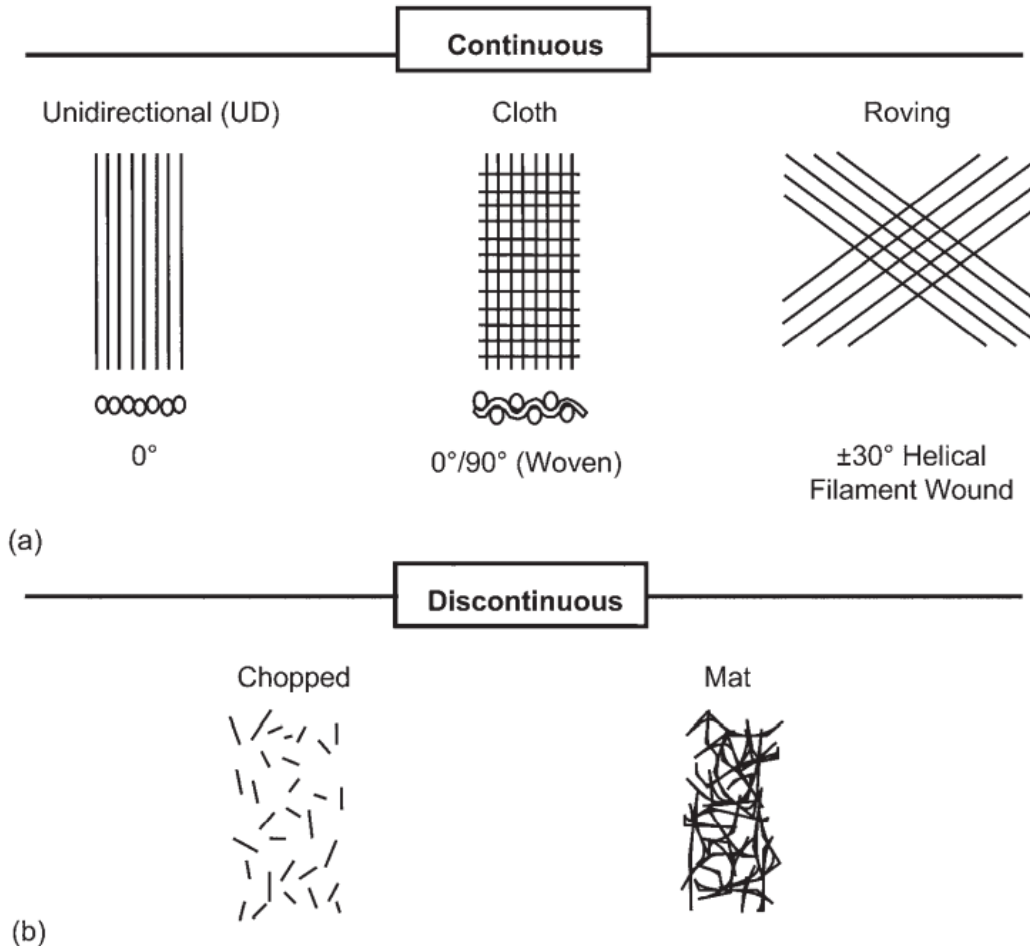 Continuous
Unidirectional (UD)
Cloth
Roving
0°
0°/90° (Woven)
±30° Helical
Filament Wound
(a)
Discontinuous
Chopped
Mat
(b)